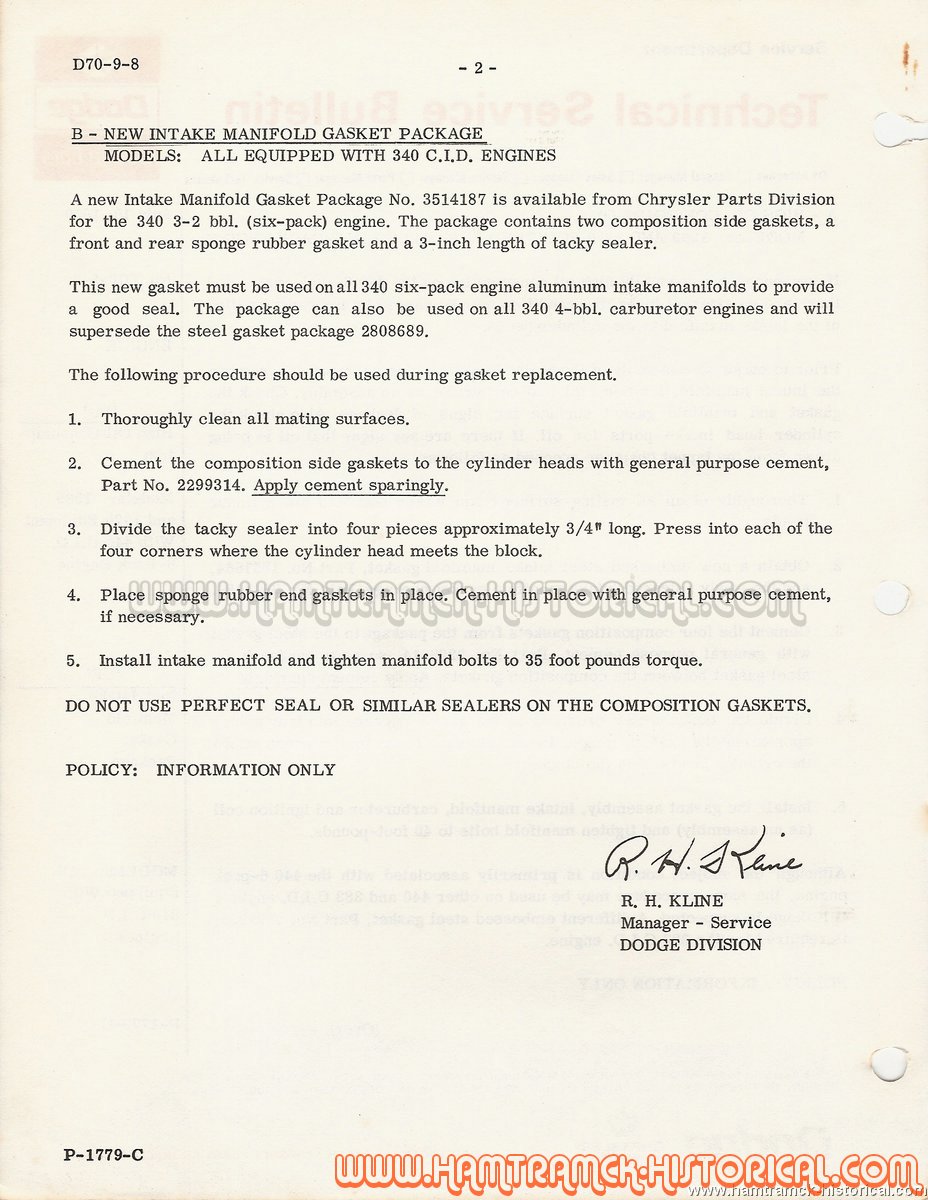 D70-9-8
- 2 -
B - NEW INTAKE MANIFOLD GASKET PACKAGE
MODELS: ALL EQUIPPED WITH 340 C.I.D. ENGINES
A new Intake Manifold Gasket Package No. 3514187 is available from Chrysler Parts Division
for the 340 3-2 bbl. (six-pack) engine. The package contains two composition side gaskets, a
front and rear sponge rubber gasket and a 3-inch length of tacky sealer.
This new gasket must be used on all 340 six-pack engine aluminum intake manifolds to provide
a good seal. The package can also be used on all 340 4-bbl. carburetor engines and will
supersede the steel gasket package 2808689.
The following procedure should be used during gasket replacement.
1. Thoroughly clean all mating surfaces.
2. Cement the composition side gaskets to the cylinder heads with general purpose cement,
Part No. 2299314. Apply cement sparingly.
3. Divide the tacky sealer into four pieces approximately 3/4" long. Press into each of the
four corners where the cylinder head meets the block.
WWW.HAMTRAMCK-HISTORICAL.COM
4. Place sponge rubber end gaskets in place. Cement in place with general purpose cement,
if necessary.
5. Install intake manifold and tighten manifold bolts to 35 foot pounds torque.
DO NOT USE PERFECT SEAL OR SIMILAR SEALERS ON THE COMPOSITION GASKETS.
POLICY: INFORMATION ONLY
R. H. Kline
R. H. KLINE
Manager - Service
DODGE DIVISION
P-1779-C
WWW.HAMTRAMCK-HISTORICAL.COM
www.hamtramck-historical.com